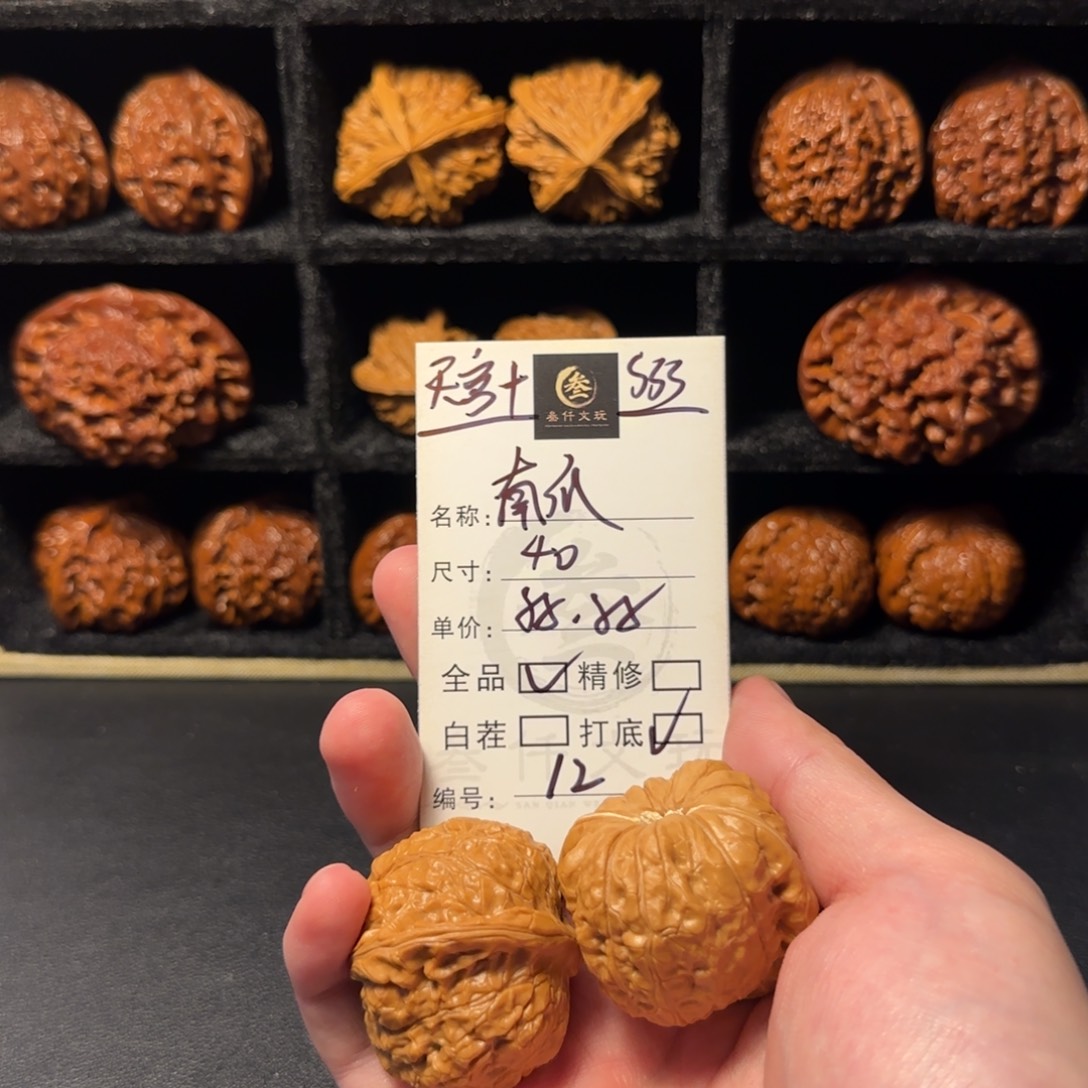 563
叁仟文玩
名称: 南瓜
尺寸: 40
单价: 88.88
全品 ✓ 精修
白茬 打底 ✓
编号: 12